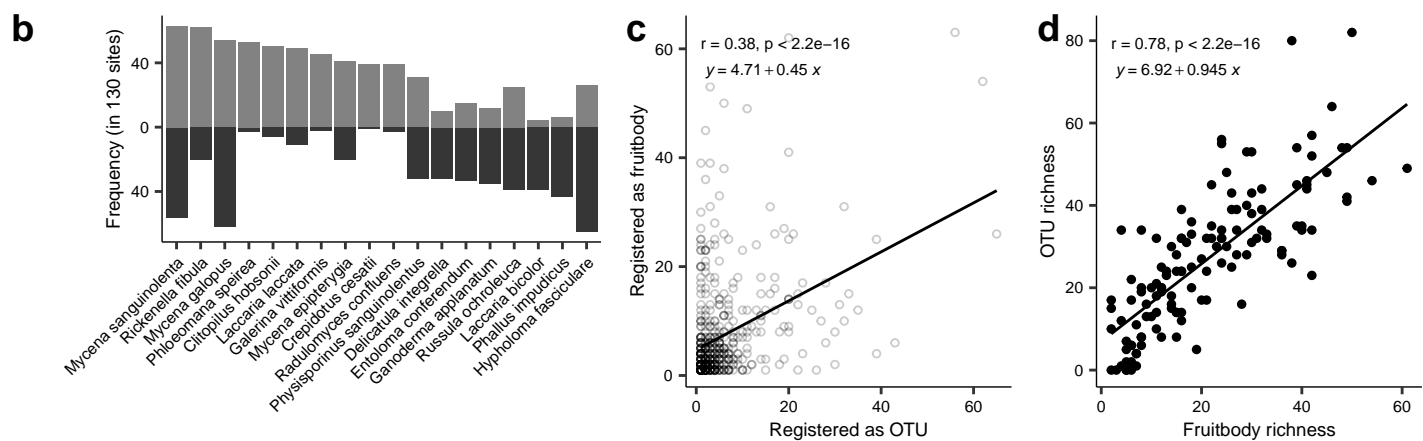 b
Frequency (in 130 sites)
40
0
40
Mycena sanguinolenta
Rickenella fibula
Mycena galopus
Phloeomana speirea
Clitopilus hobsonii
Laccaria laccata
Galerina vittiformis
Mycena epipterygia
Crepidotus cesatii
Radulomyces confluens
Physisporinus sanguinolentus
Delicatula integrella
Entoloma conferendum
Ganoderma applanatum
Russula ochroleuca
Laccaria bicolor
Phallus impudicus
Hypholoma fasciculare
c
r = 0.38, p < 2.2e−16
y = 4.71 + 0.45 x
Registered as fruitbody
60
40
20
0
0 20 40 60
Registered as OTU
d
r = 0.78, p < 2.2e−16
y = 6.92 + 0.945 x
OTU richness
80
60
40
20
0
0 20 40 60
Fruitbody richness